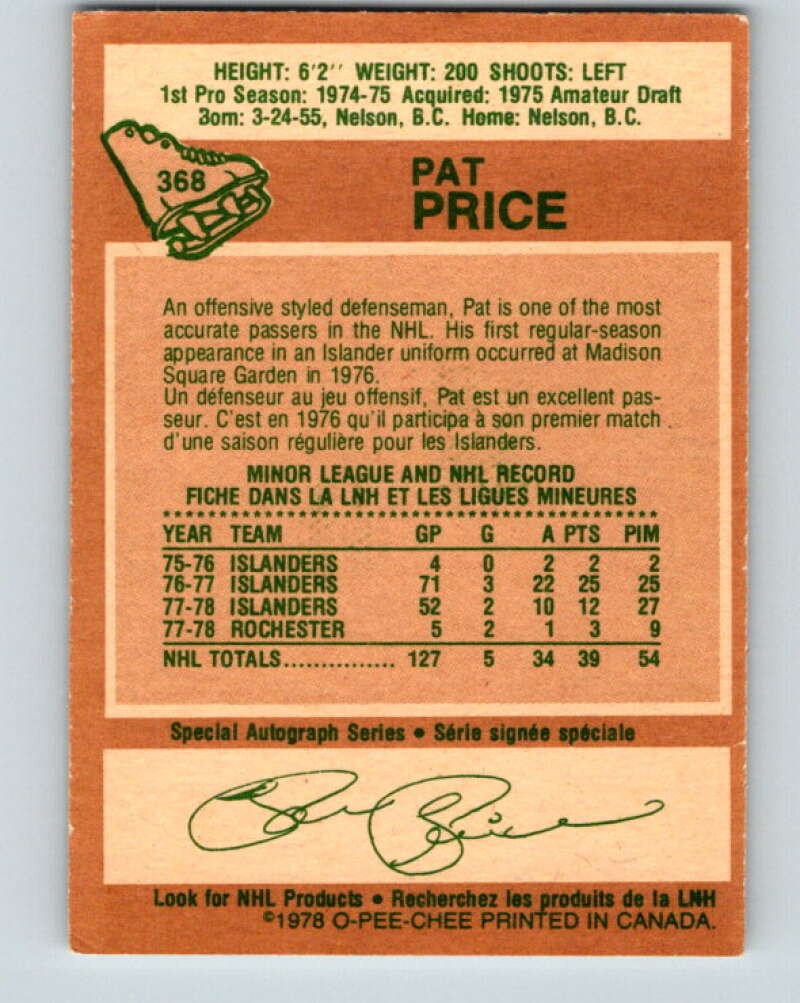 HEIGHT: 6'2'' WEIGHT: 200 SHOOTS: LEFT
1st Pro Season: 1974-75 Acquired: 1975 Amateur Draft
Born: 3-24-55, Nelson, B.C. Home: Nelson, B.C.
368
PAT
PRICE
An offensive styled defenseman, Pat is one of the most
accurate passers in the NHL. His first regular-season
appearance in an Islander uniform occurred at Madison
Square Garden in 1976.
Un défenseur au jeu offensif, Pat est un excellent pas-
seur. C'est en 1976 qu'il participa à son premier match
d'une saison régulière pour les Islanders.
MINOR LEAGUE AND NHL RECORD
FICHE DANS LA LNH ET LES LIGUES MINEURES
YEAR TEAM GP G A PTS PIM
75-76 ISLANDERS 4 0 2 2 2
76-77 ISLANDERS 71 3 22 25 25
77-78 ISLANDERS 52 2 10 12 27
77-78 ROCHESTER 5 2 1 3 9
NHL TOTALS............... 127 5 34 39 54
Special Autograph Series • Série signée spéciale
Pat Price
Look for NHL Products • Recherchez les produits de la LNH
©1978 O-PEE-CHEE PRINTED IN CANADA.